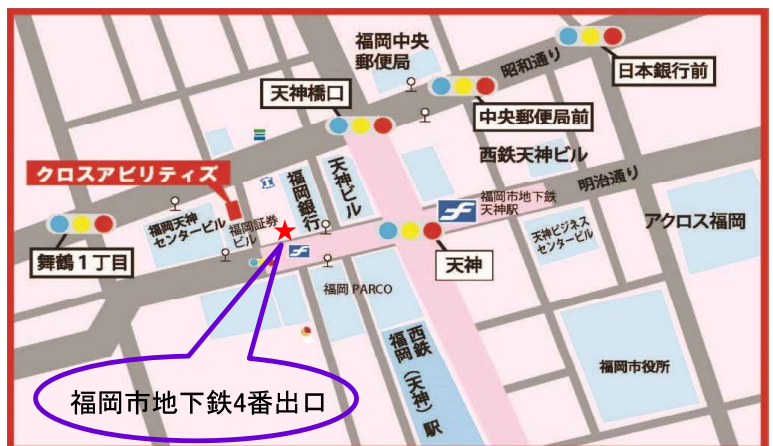 福岡中央
郵便局
昭和通り
日本銀行前
天神橋口
中央郵便局前
西鉄天神ビル
クロスアビリティズ
福岡銀行
天神ビル
明治通り
福岡市地下鉄
天神駅
アクロス福岡
福岡天神
センタービル
福岡証券
ビル
天神ビジネス
センタービル
舞鶴1丁目
天神
福岡 PARCO
西鉄
福岡(天神)駅
福岡市役所
福岡市地下鉄4番出口